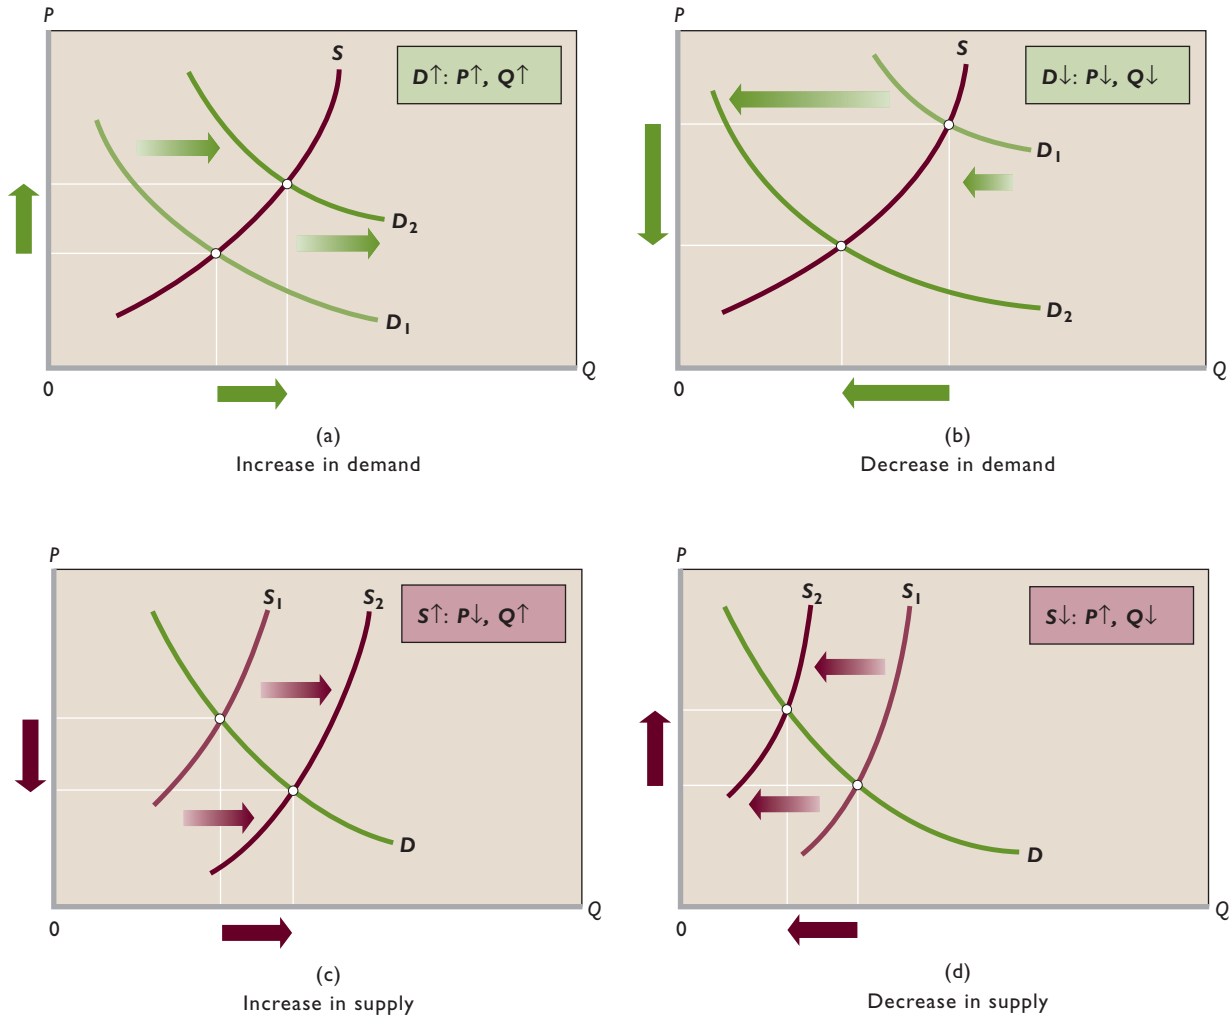 P
S
D↑: P↑, Q↑
D₂
D₁
0
Q
(a)
Increase in demand
P
S
D↓: P↓, Q↓
D₁
D₂
0
Q
(b)
Decrease in demand
P
S₁
S₂
S↑: P↓, Q↑
D
0
Q
(c)
Increase in supply
P
S₂
S₁
S↓: P↑, Q↓
D
0
Q
(d)
Decrease in supply